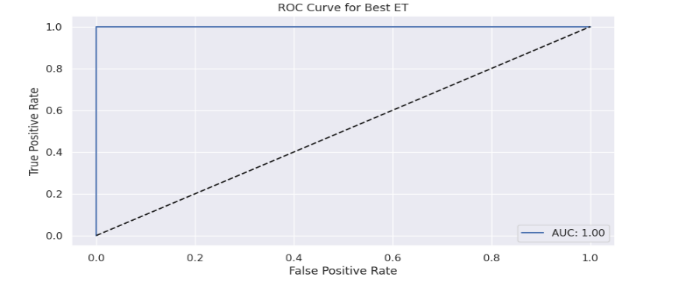 ROC Curve for Best ET
True Positive Rate
1.0
0.8
0.6
0.4
0.2
0.0
AUC: 1.00
0.0 0.2 0.4 0.6 0.8 1.0
False Positive Rate